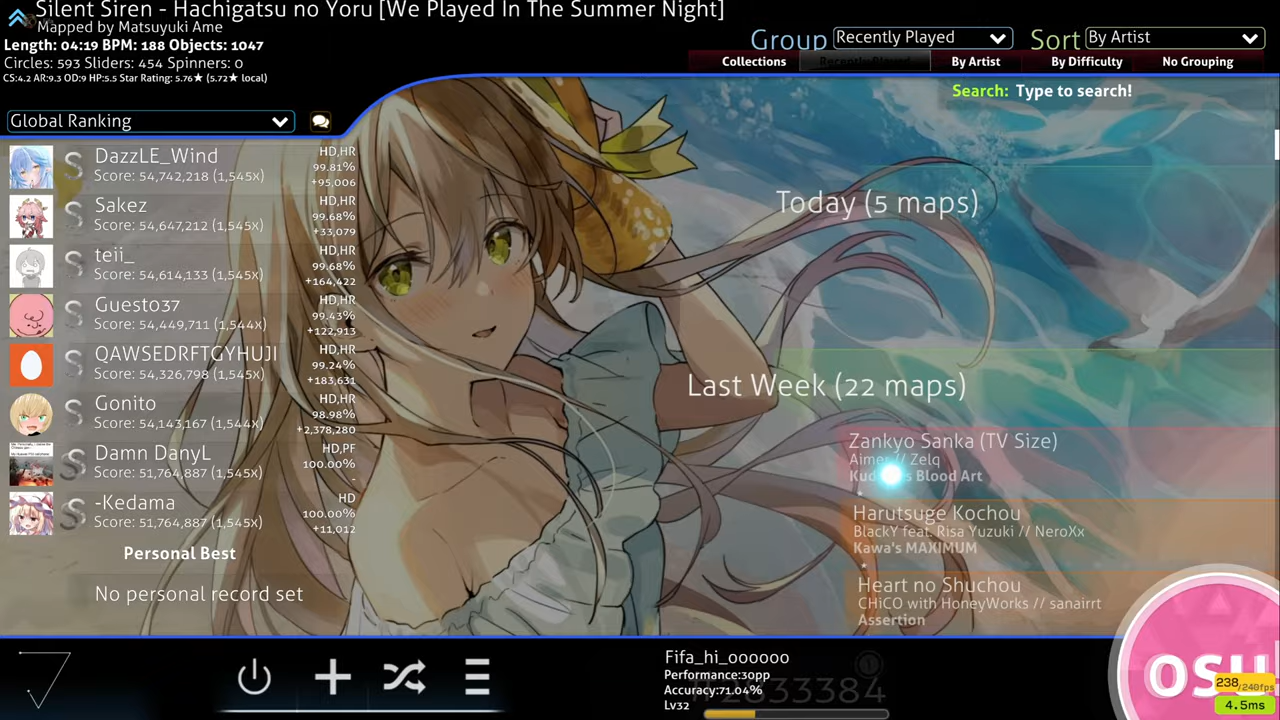 Silent Siren - Hachigatsu no Yoru [We Played In The Summer Night]
Mapped by Matsuyuki Ame
Length: 04:19 BPM: 188 Objects: 1047
Circles: 593 Sliders: 454 Spinners: 0
CS:4.2 AR:9.3 OD:9 HP:5.5 Star Rating: 5.76★ (5.72★ local)
Group Recently Played Sort By Artist
Collections Recently Played By Artist By Difficulty No Grouping
Search: Type to search!
Global Ranking
DazzLE_Wind
Score: 54,742,218 (1,545x)
HD,HR
99.81%
+95,006
Sakez
Score: 54,647,212 (1,545x)
HD,HR
99.68%
+33,079
teii_
Score: 54,614,133 (1,545x)
HD,HR
99.68%
+164,422
Guest037
Score: 54,449,711 (1,544x)
HD,HR
99.43%
+122,913
QAWSEDRFTGYHUJI
Score: 54,326,798 (1,545x)
HD,HR
99.24%
+183,631
Gonito
Score: 54,143,167 (1,544x)
HD,HR
98.98%
+2,378,280
Damn DanyL
Score: 51,764,887 (1,545x)
HD,PF
100.00%
-
-Kedama
Score: 51,764,887 (1,545x)
HD
100.00%
+11,012
Personal Best
No personal record set
Today (5 maps)
Last Week (22 maps)
Zankyo Sanka (TV Size)
Aimer // Zelq
Blood Art
Harutsuge Kochou
BlackY feat. Risa Yuzuki // NeroXx
Kawa's MAXIMUM
Heart no Shuchou
CHiCO with HoneyWorks // sanairrt
Assertion
Fifa_hi_oooooo
Performance:30pp
Accuracy:71.04%
Lv32
#2833384
osu
238/240fps
4.5ms